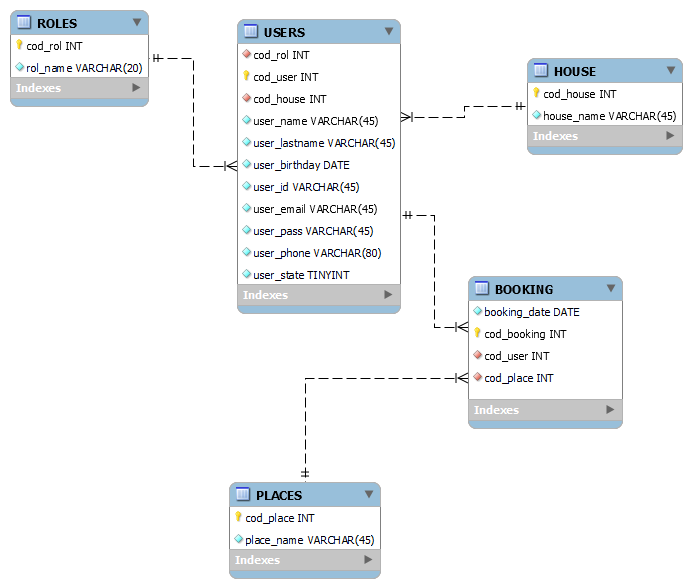 ROLES
cod_rol INT
rol_name VARCHAR(20)
Indexes
USERS
cod_rol INT
cod_user INT
cod_house INT
user_name VARCHAR(45)
user_lastname VARCHAR(45)
user_birthday DATE
user_id VARCHAR(45)
user_email VARCHAR(45)
user_pass VARCHAR(45)
user_phone VARCHAR(80)
user_state TINYINT
Indexes
HOUSE
cod_house INT
house_name VARCHAR(45)
Indexes
BOOKING
booking_date DATE
cod_booking INT
cod_user INT
cod_place INT
Indexes
PLACES
cod_place INT
place_name VARCHAR(45)
Indexes